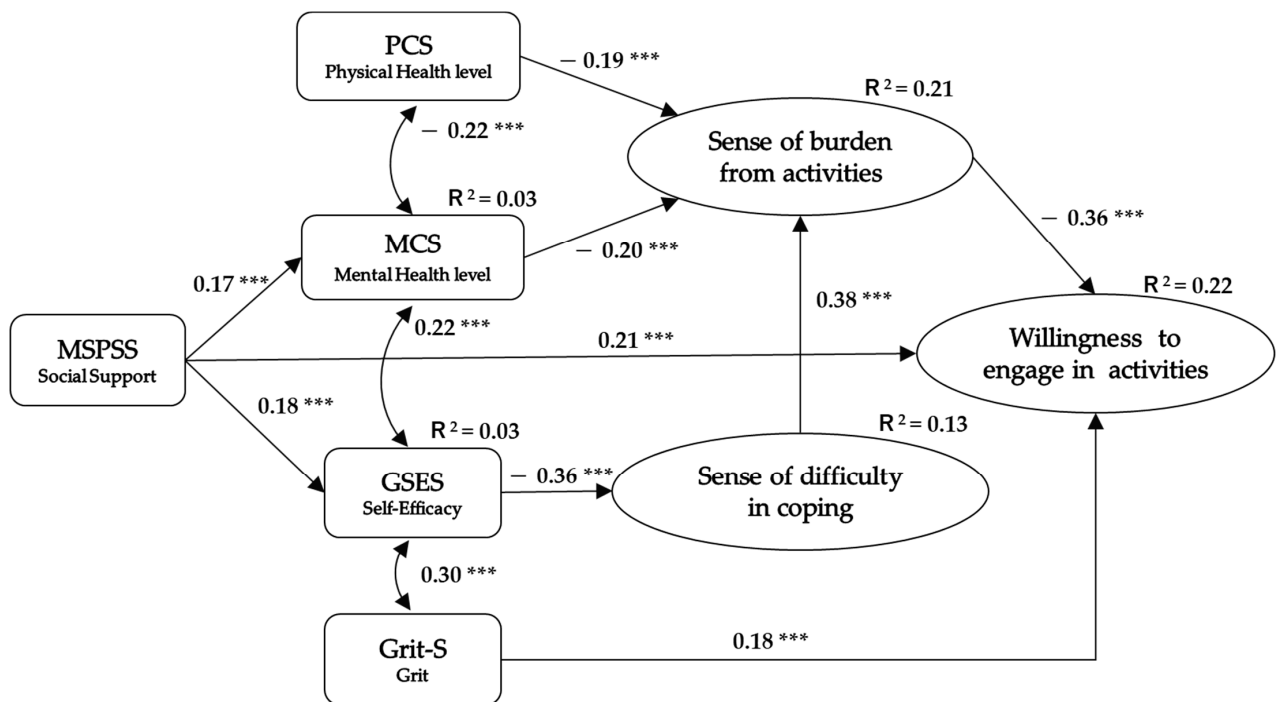 PCS
Physical Health level
− 0.19 ***
R² = 0.21
Sense of burden
from activities
− 0.22 ***
R² = 0.03
MCS
Mental Health level
− 0.20 ***
− 0.36 ***
0.17 ***
R² = 0.22
0.38 ***
0.22 ***
MSPSS
Social Support
0.21 ***
Willingness to
engage in activities
0.18 ***
R² = 0.03
R² = 0.13
GSES
Self-Efficacy
− 0.36 ***
Sense of difficulty
in coping
0.30 ***
Grit-S
Grit
0.18 ***